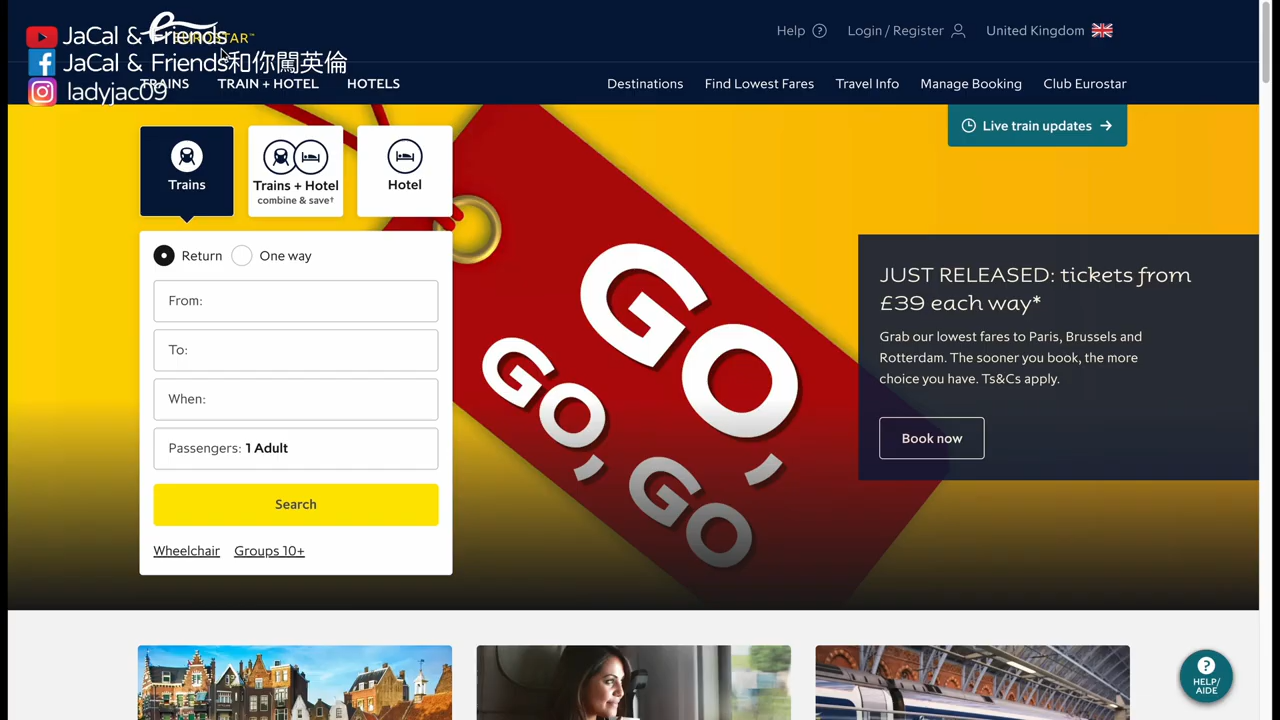 JaCal & Friends
EUROSTAR™
JaCal & Friends和你闖英倫
ladyjac09
Help
Login / Register
United Kingdom
TRAINS
TRAIN + HOTEL
HOTELS
Destinations
Find Lowest Fares
Travel Info
Manage Booking
Club Eurostar
Live train updates →
Trains
Trains + Hotel
combine & save†
Hotel
Return
One way
From:
To:
When:
Passengers: 1 Adult
Search
Wheelchair
Groups 10+
GO,
GO, GO
JUST RELEASED: tickets from
£39 each way*
Grab our lowest fares to Paris, Brussels and
Rotterdam. The sooner you book, the more
choice you have. Ts&Cs apply.
Book now
HELP/
AIDE